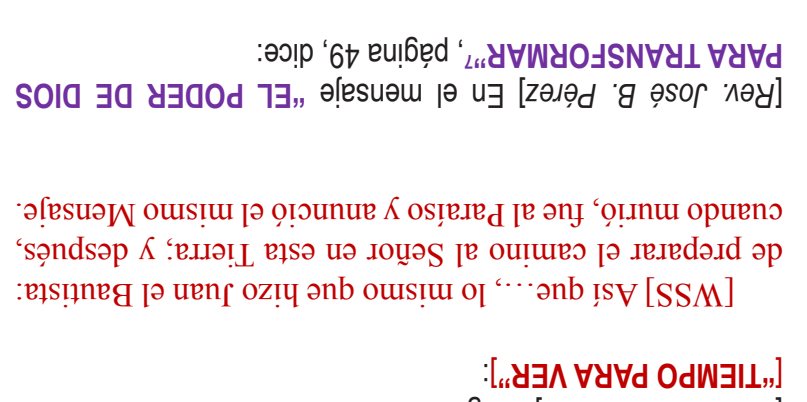 ["TIEMPO PARA VER"]:
[WSS] Así que…, lo mismo que hizo Juan el Bautista:
de preparar el camino al Señor en esta Tierra; y después,
cuando murió, fue al Paraíso y anunció el mismo Mensaje.
[Rev. José B. Pérez] En el mensaje "EL PODER DE DIOS
PARA TRANSFORMAR"⁷, página 49, dice: